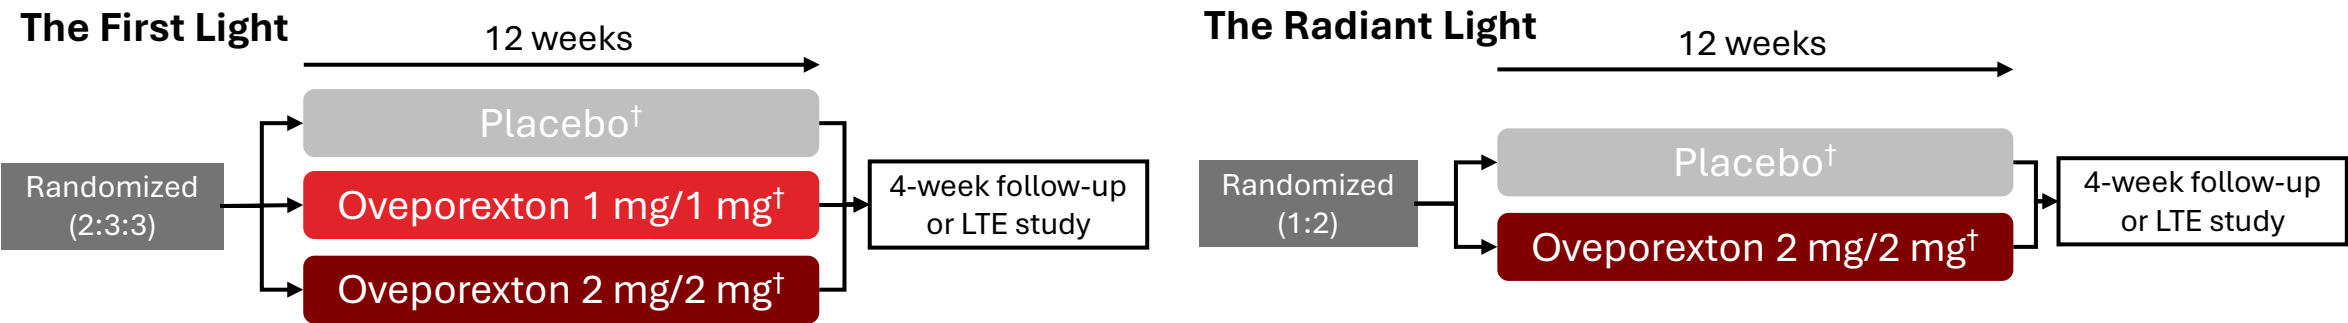 The First Light
12 weeks
Randomized
(2:3:3)
Placebo†
Oveporexton 1 mg/1 mg†
Oveporexton 2 mg/2 mg†
4-week follow-up
or LTE study
The Radiant Light
12 weeks
Randomized
(1:2)
Placebo†
Oveporexton 2 mg/2 mg†
4-week follow-up
or LTE study